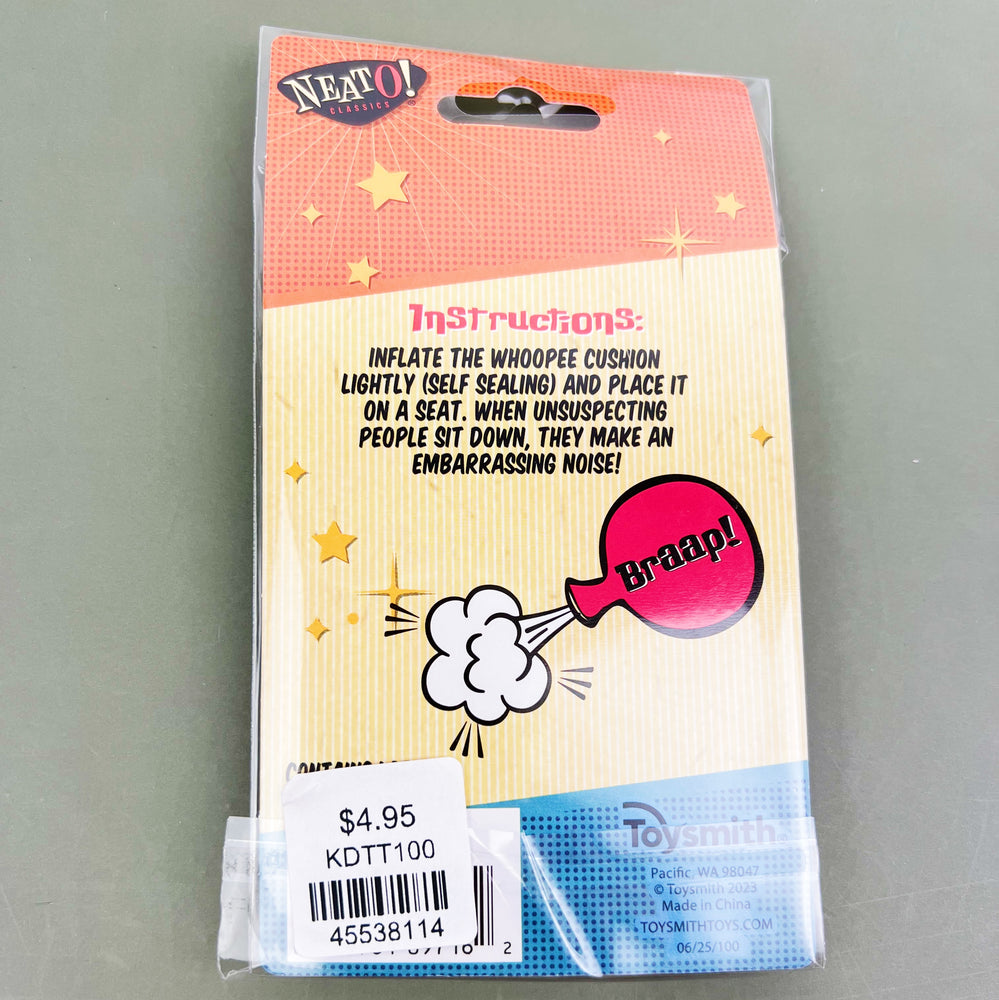 NEATO!
CLASSICS
Instructions:
INFLATE THE WHOOPEE CUSHION
LIGHTLY (SELF SEALING) AND PLACE IT
ON A SEAT. WHEN UNSUSPECTING
PEOPLE SIT DOWN, THEY MAKE AN
EMBARRASSING NOISE!
Braap!
$4.95
KDTT100
45538114
2
Toysmith
Pacific, WA 98047
© Toysmith 2023
Made in China
TOYSMITHTOYS.COM
06/25/100